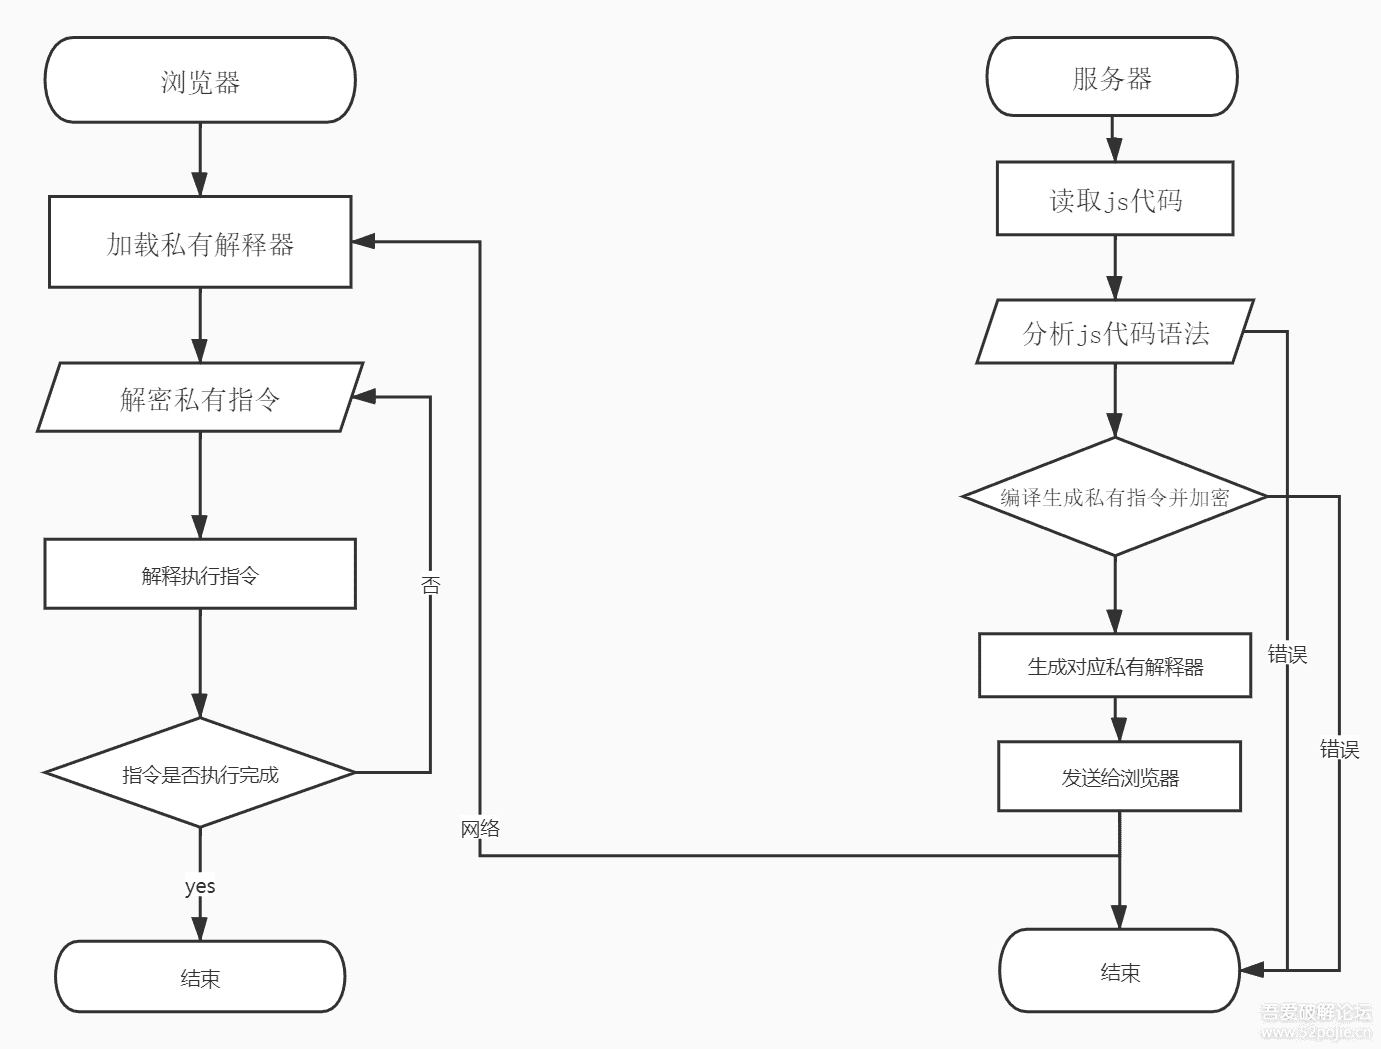 浏览器
加载私有解释器
解密私有指令
解释执行指令
否
指令是否执行完成
yes
结束
网络
服务器
读取js代码
分析js代码语法
编译生成私有指令并加密
生成对应私有解释器
错误
错误
发送给浏览器
结束
吾爱破解论坛
www.52pojie.cn